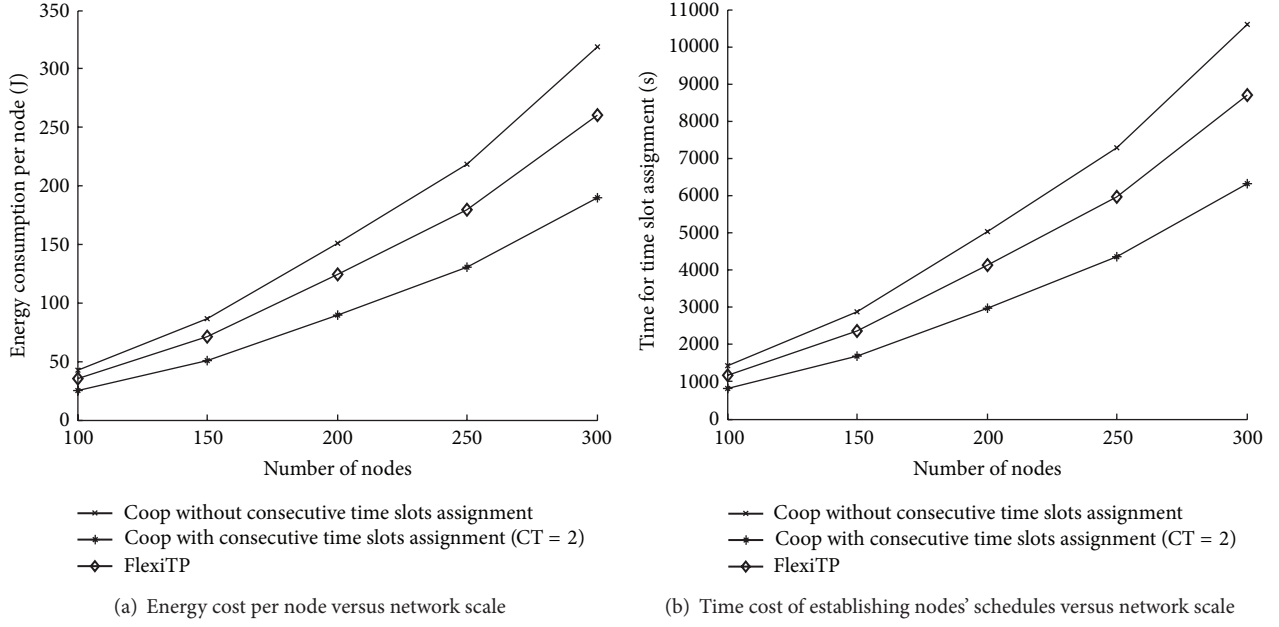 350
300
250
200
150
100
50
0
Energy consumption per node (J)
100 150 200 250 300
Number of nodes
Coop without consecutive time slots assignment
Coop with consecutive time slots assignment (CT = 2)
FlexiTP
(a) Energy cost per node versus network scale
11000
10000
9000
8000
7000
6000
5000
4000
3000
2000
1000
0
Time for time slot assignment (s)
100 150 200 250 300
Number of nodes
Coop without consecutive time slots assignment
Coop with consecutive time slots assignment (CT = 2)
FlexiTP
(b) Time cost of establishing nodes’ schedules versus network scale